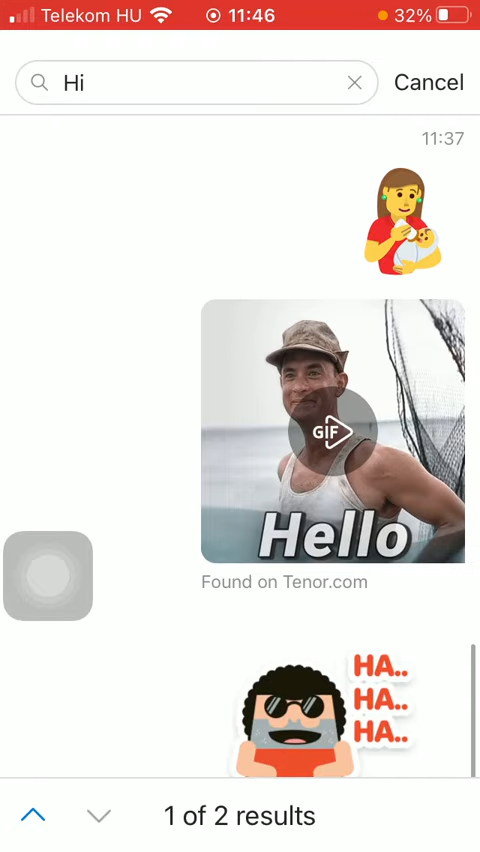 Telekom HU 11:46 32%
Hi Cancel
11:37
GIF
Hello
Found on Tenor.com
HA..
HA..
HA..
1 of 2 results